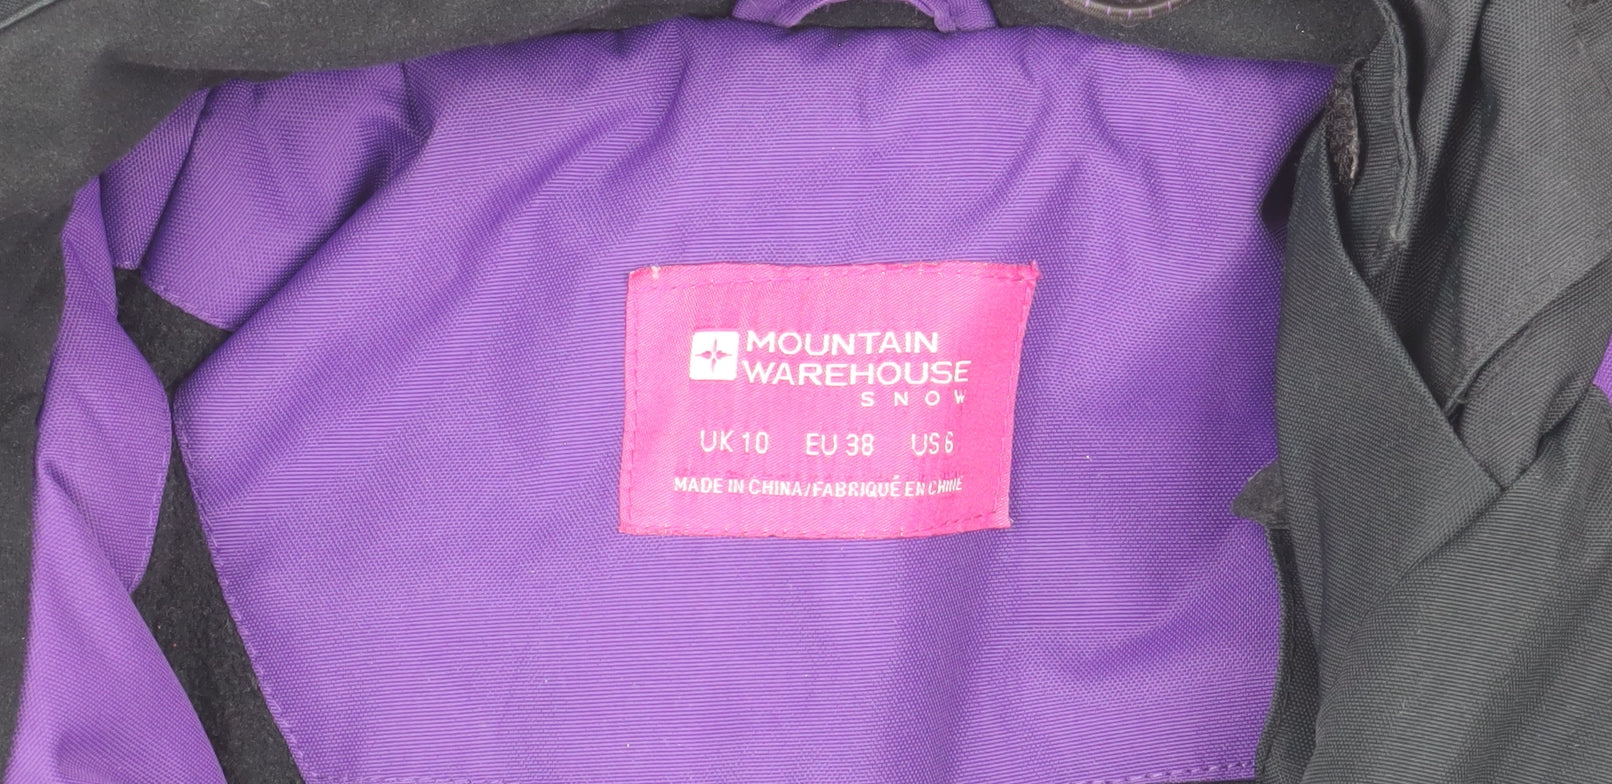 MOUNTAIN
WAREHOUSE
SNOW
UK 10 EU 38 US 6
MADE IN CHINA/FABRIQUÉ EN CHINE